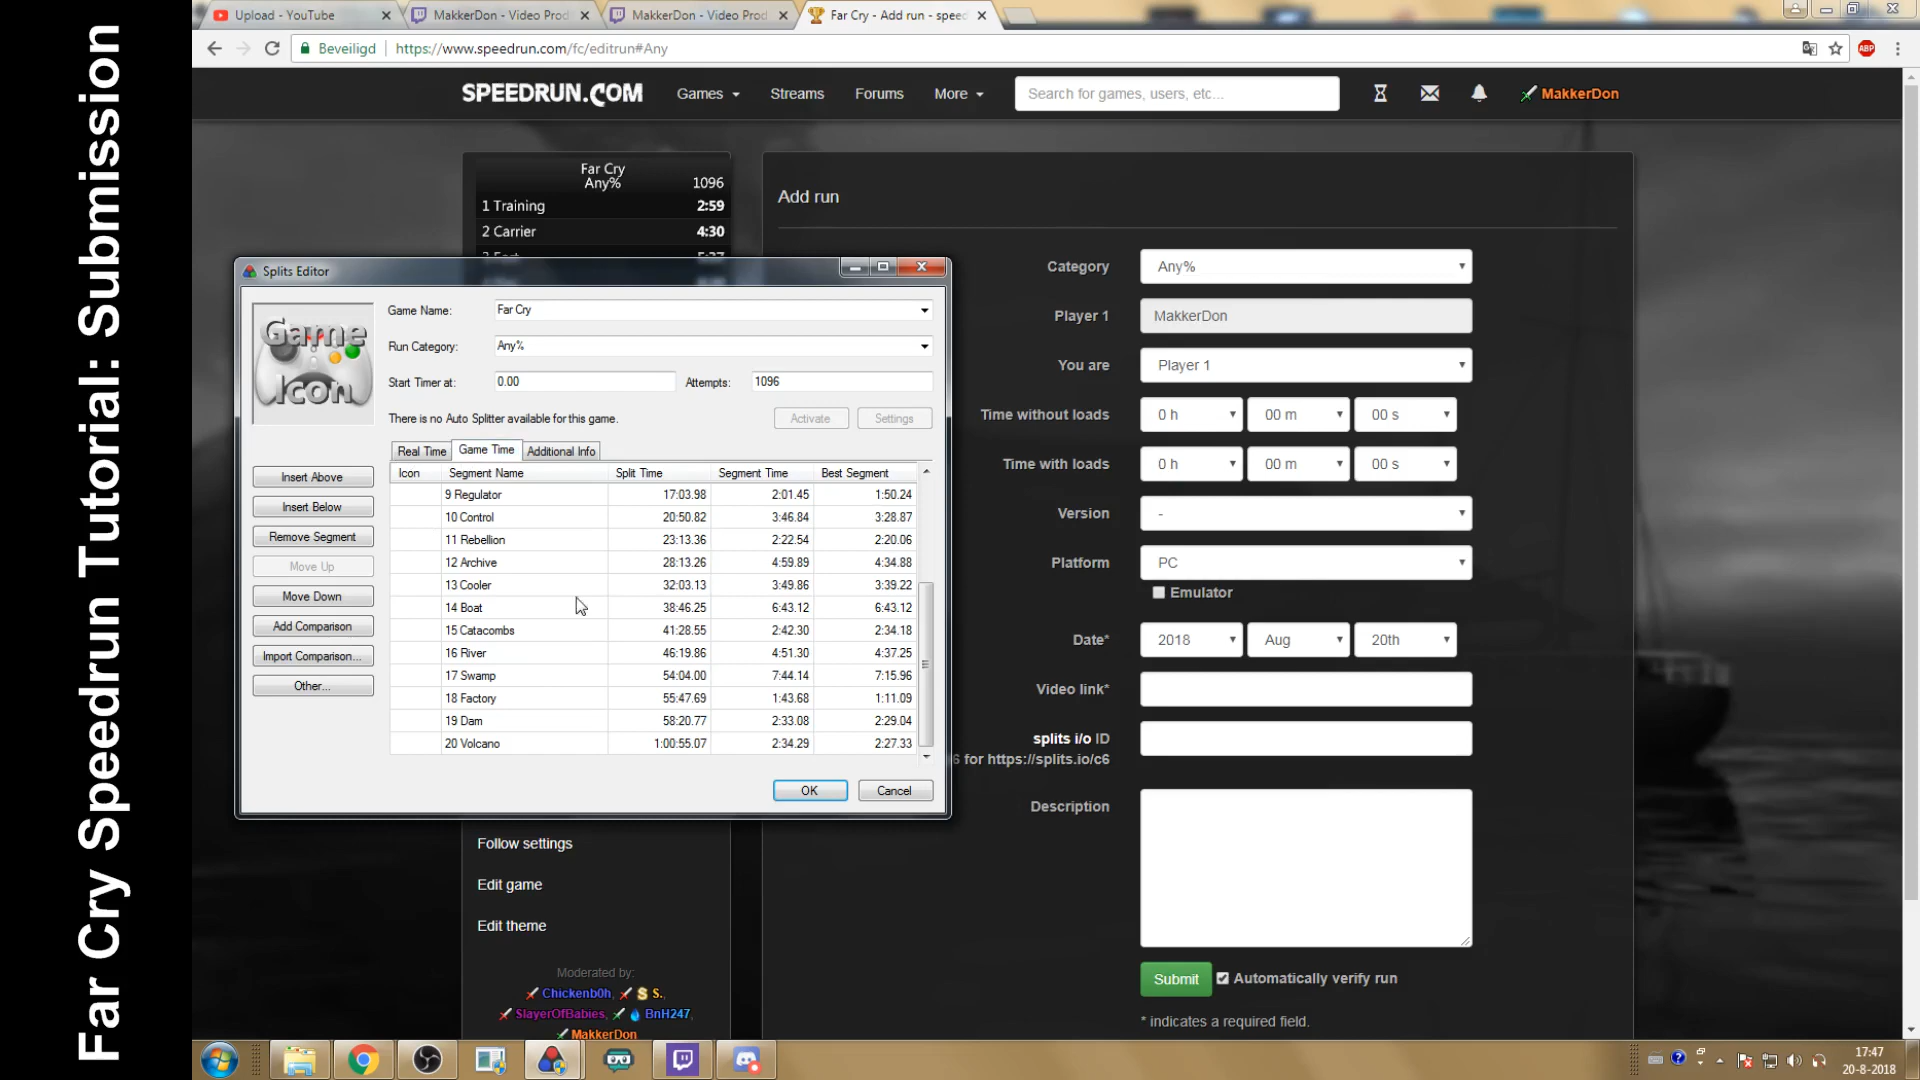 Far Cry Speedrun Tutorial: Submission
Upload - YouTube
MakkerDon - Video Prod
MakkerDon - Video Prod
Far Cry - Add run - speed
Beveiligd
https://www.speedrun.com/fc/editrun#Any
ABP
SPEEDRUN.COM
Games
Streams
Forums
More
Search for games, users, etc...
MakkerDon
Far Cry
Any% 1096
1 Training 2:59
2 Carrier 4:30
Splits Editor
Game Icon
Game Name: Far Cry
Run Category: Any%
Start Timer at: 0.00 Attempts: 1096
There is no Auto Splitter available for this game. Activate Settings
Real Time Game Time Additional Info
Icon Segment Name Split Time Segment Time Best Segment
9 Regulator 17:03.98 2:01.45 1:50.24
10 Control 20:50.82 3:46.84 3:28.87
11 Rebellion 23:13.36 2:22.54 2:20.06
12 Archive 28:13.26 4:59.89 4:34.88
13 Cooler 32:03.13 3:49.86 3:39.22
14 Boat 38:46.25 6:43.12 6:43.12
15 Catacombs 41:28.55 2:42.30 2:34.18
16 River 46:19.86 4:51.30 4:37.25
17 Swamp 54:04.00 7:44.14 7:15.96
18 Factory 55:47.69 1:43.68 1:11.09
19 Dam 58:20.77 2:33.08 2:29.04
20 Volcano 1:00:55.07 2:34.29 2:27.33
Insert Above
Insert Below
Remove Segment
Move Up
Move Down
Add Comparison
Import Comparison...
Other...
OK
Cancel
Follow settings
Edit game
Edit theme
Moderated by:
Chickenb0h, S.,
SlayerOfBabies, BnH247,
MakkerDon
Add run
Category Any%
Player 1 MakkerDon
You are Player 1
Time without loads 0 h 00 m 00 s
Time with loads 0 h 00 m 00 s
Version -
Platform PC
Emulator
Date* 2018 Aug 20th
Video link*
splits i/o ID
6 for https://splits.io/c6
Description
Submit Automatically verify run
* indicates a required field.
17:47
20-8-2018